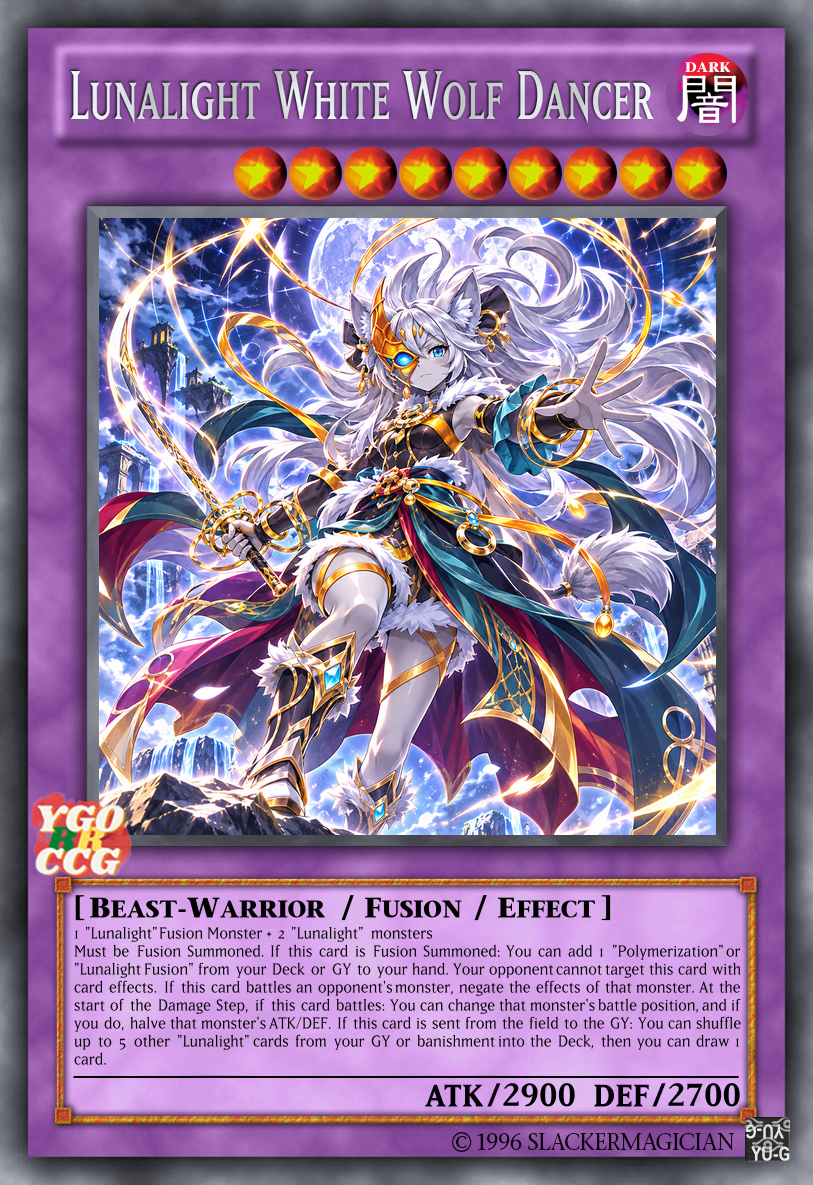 LUNALIGHT WHITE WOLF DANCER
DARK
闇
YGO
RR
CCG
[ BEAST-WARRIOR / FUSION / EFFECT ]
1 "Lunalight" Fusion Monster + 2 "Lunalight" monsters
Must be Fusion Summoned. If this card is Fusion Summoned: You can add 1 "Polymerization" or
"Lunalight Fusion" from your Deck or GY to your hand. Your opponent cannot target this card with
card effects. If this card battles an opponent's monster, negate the effects of that monster. At the
start of the Damage Step, if this card battles: You can change that monster's battle position, and if
you do, halve that monster's ATK/DEF. If this card is sent from the field to the GY: You can shuffle
up to 5 other "Lunalight" cards from your GY or banishment into the Deck, then you can draw 1
card.
ATK/2900 DEF/2700
© 1996 SLACKERMAGICIAN
YU-G